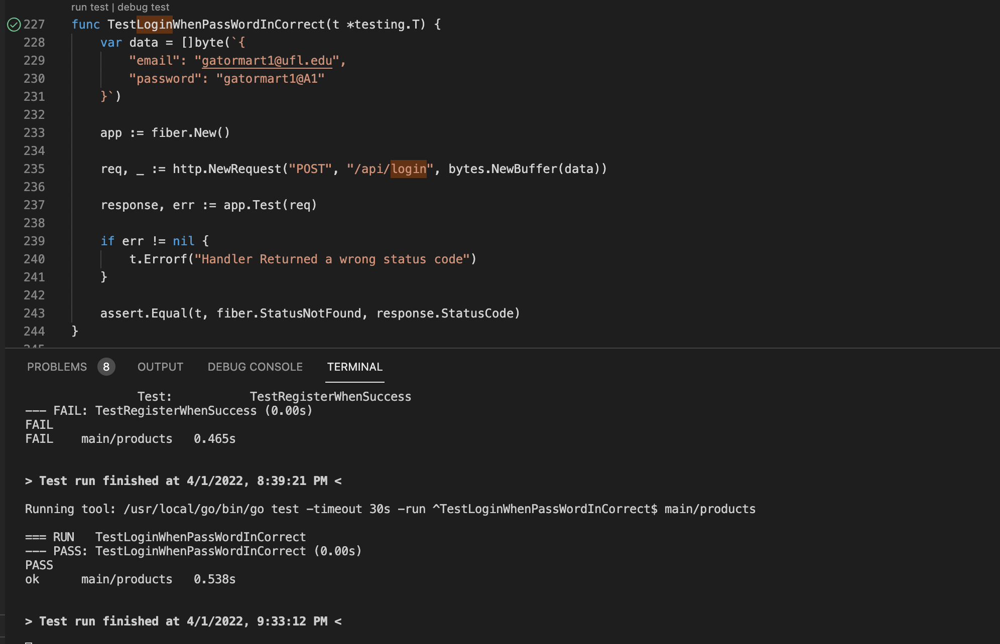 run test | debug test
227 func TestLoginWhenPassWordInCorrect(t *testing.T) {
228 var data = []byte(`{
229 "email": "gatormart1@ufl.edu",
230 "password": "gatormart1@A1"
231 }`)
232
233 app := fiber.New()
234
235 req, _ := http.NewRequest("POST", "/api/login", bytes.NewBuffer(data))
236
237 response, err := app.Test(req)
238
239 if err != nil {
240 t.Errorf("Handler Returned a wrong status code")
241 }
242
243 assert.Equal(t, fiber.StatusNotFound, response.StatusCode)
244 }
PROBLEMS 8 OUTPUT DEBUG CONSOLE TERMINAL
Test: TestRegisterWhenSuccess
--- FAIL: TestRegisterWhenSuccess (0.00s)
FAIL
FAIL main/products 0.465s
> Test run finished at 4/1/2022, 8:39:21 PM <
Running tool: /usr/local/go/bin/go test -timeout 30s -run ^TestLoginWhenPassWordInCorrect$ main/products
=== RUN TestLoginWhenPassWordInCorrect
--- PASS: TestLoginWhenPassWordInCorrect (0.00s)
PASS
ok main/products 0.538s
> Test run finished at 4/1/2022, 9:33:12 PM <